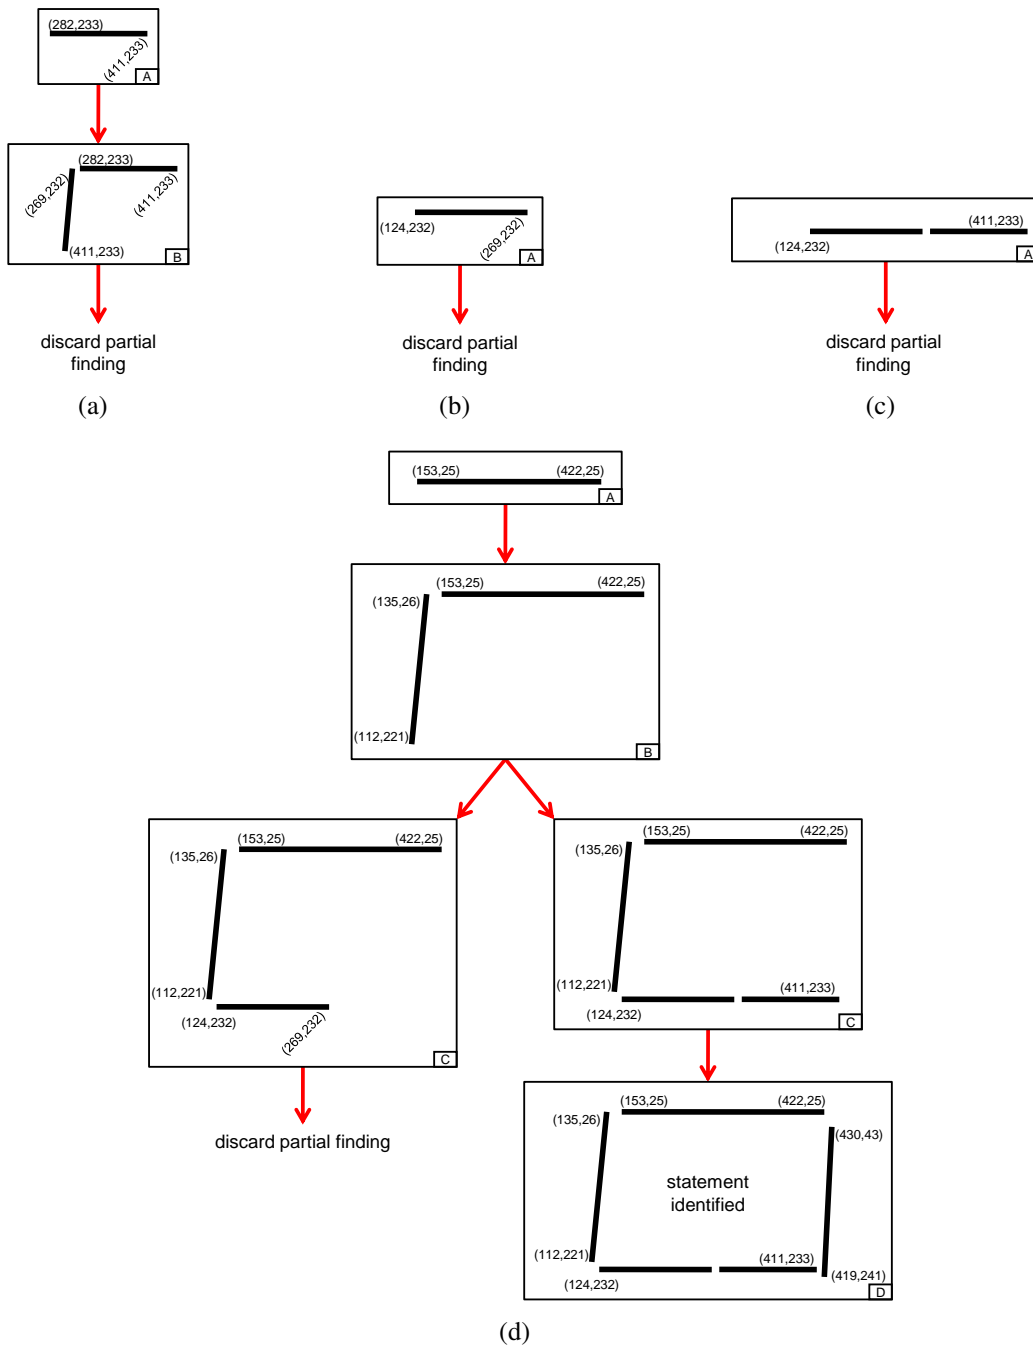 (282,233)
(411,233)
A
(282,233)
(269,232)
(411,233)
(411,233)
B
discard partial
finding
(a)
(124,232)
(269,232)
A
discard partial
finding
(b)
(411,233)
(124,232)
A
discard partial
finding
(c)
(153,25) (422,25)
A
(153,25) (422,25)
(135,26)
(112,221)
B
(153,25) (422,25)
(135,26)
(112,221)
(124,232)
(269,232)
C
discard partial finding
(153,25) (422,25)
(135,26)
(112,221)
(411,233)
(124,232)
C
(153,25) (422,25)
(135,26)
(430,43)
statement
identified
(112,221)
(411,233)
(124,232)
(419,241)
D
(d)